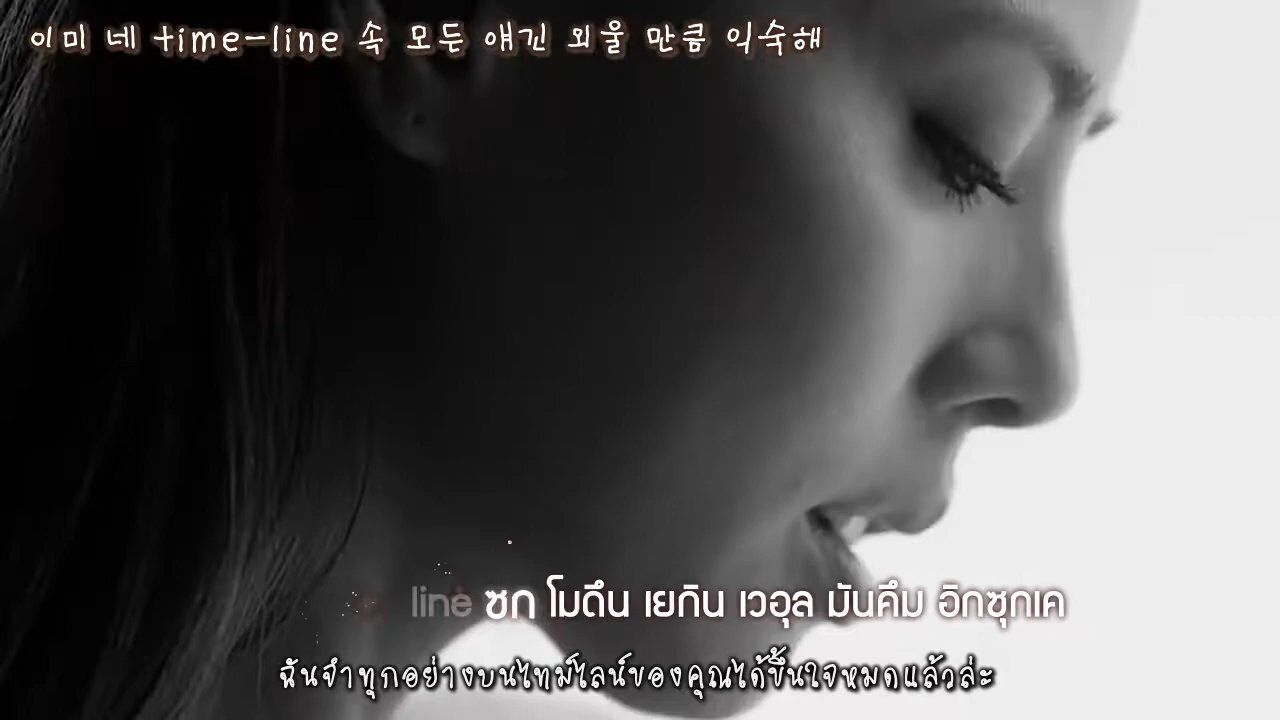 이미 네 time-line 속 모든 얘긴 외울 만큼 익숙해
line ซก โมดึน เยกิน เวอุล มันคึม อิกซุกเค
ฉันจำทุกอย่างบนไทม์ไลน์ของคุณได้ขึ้นใจหมดแล้วล่ะ